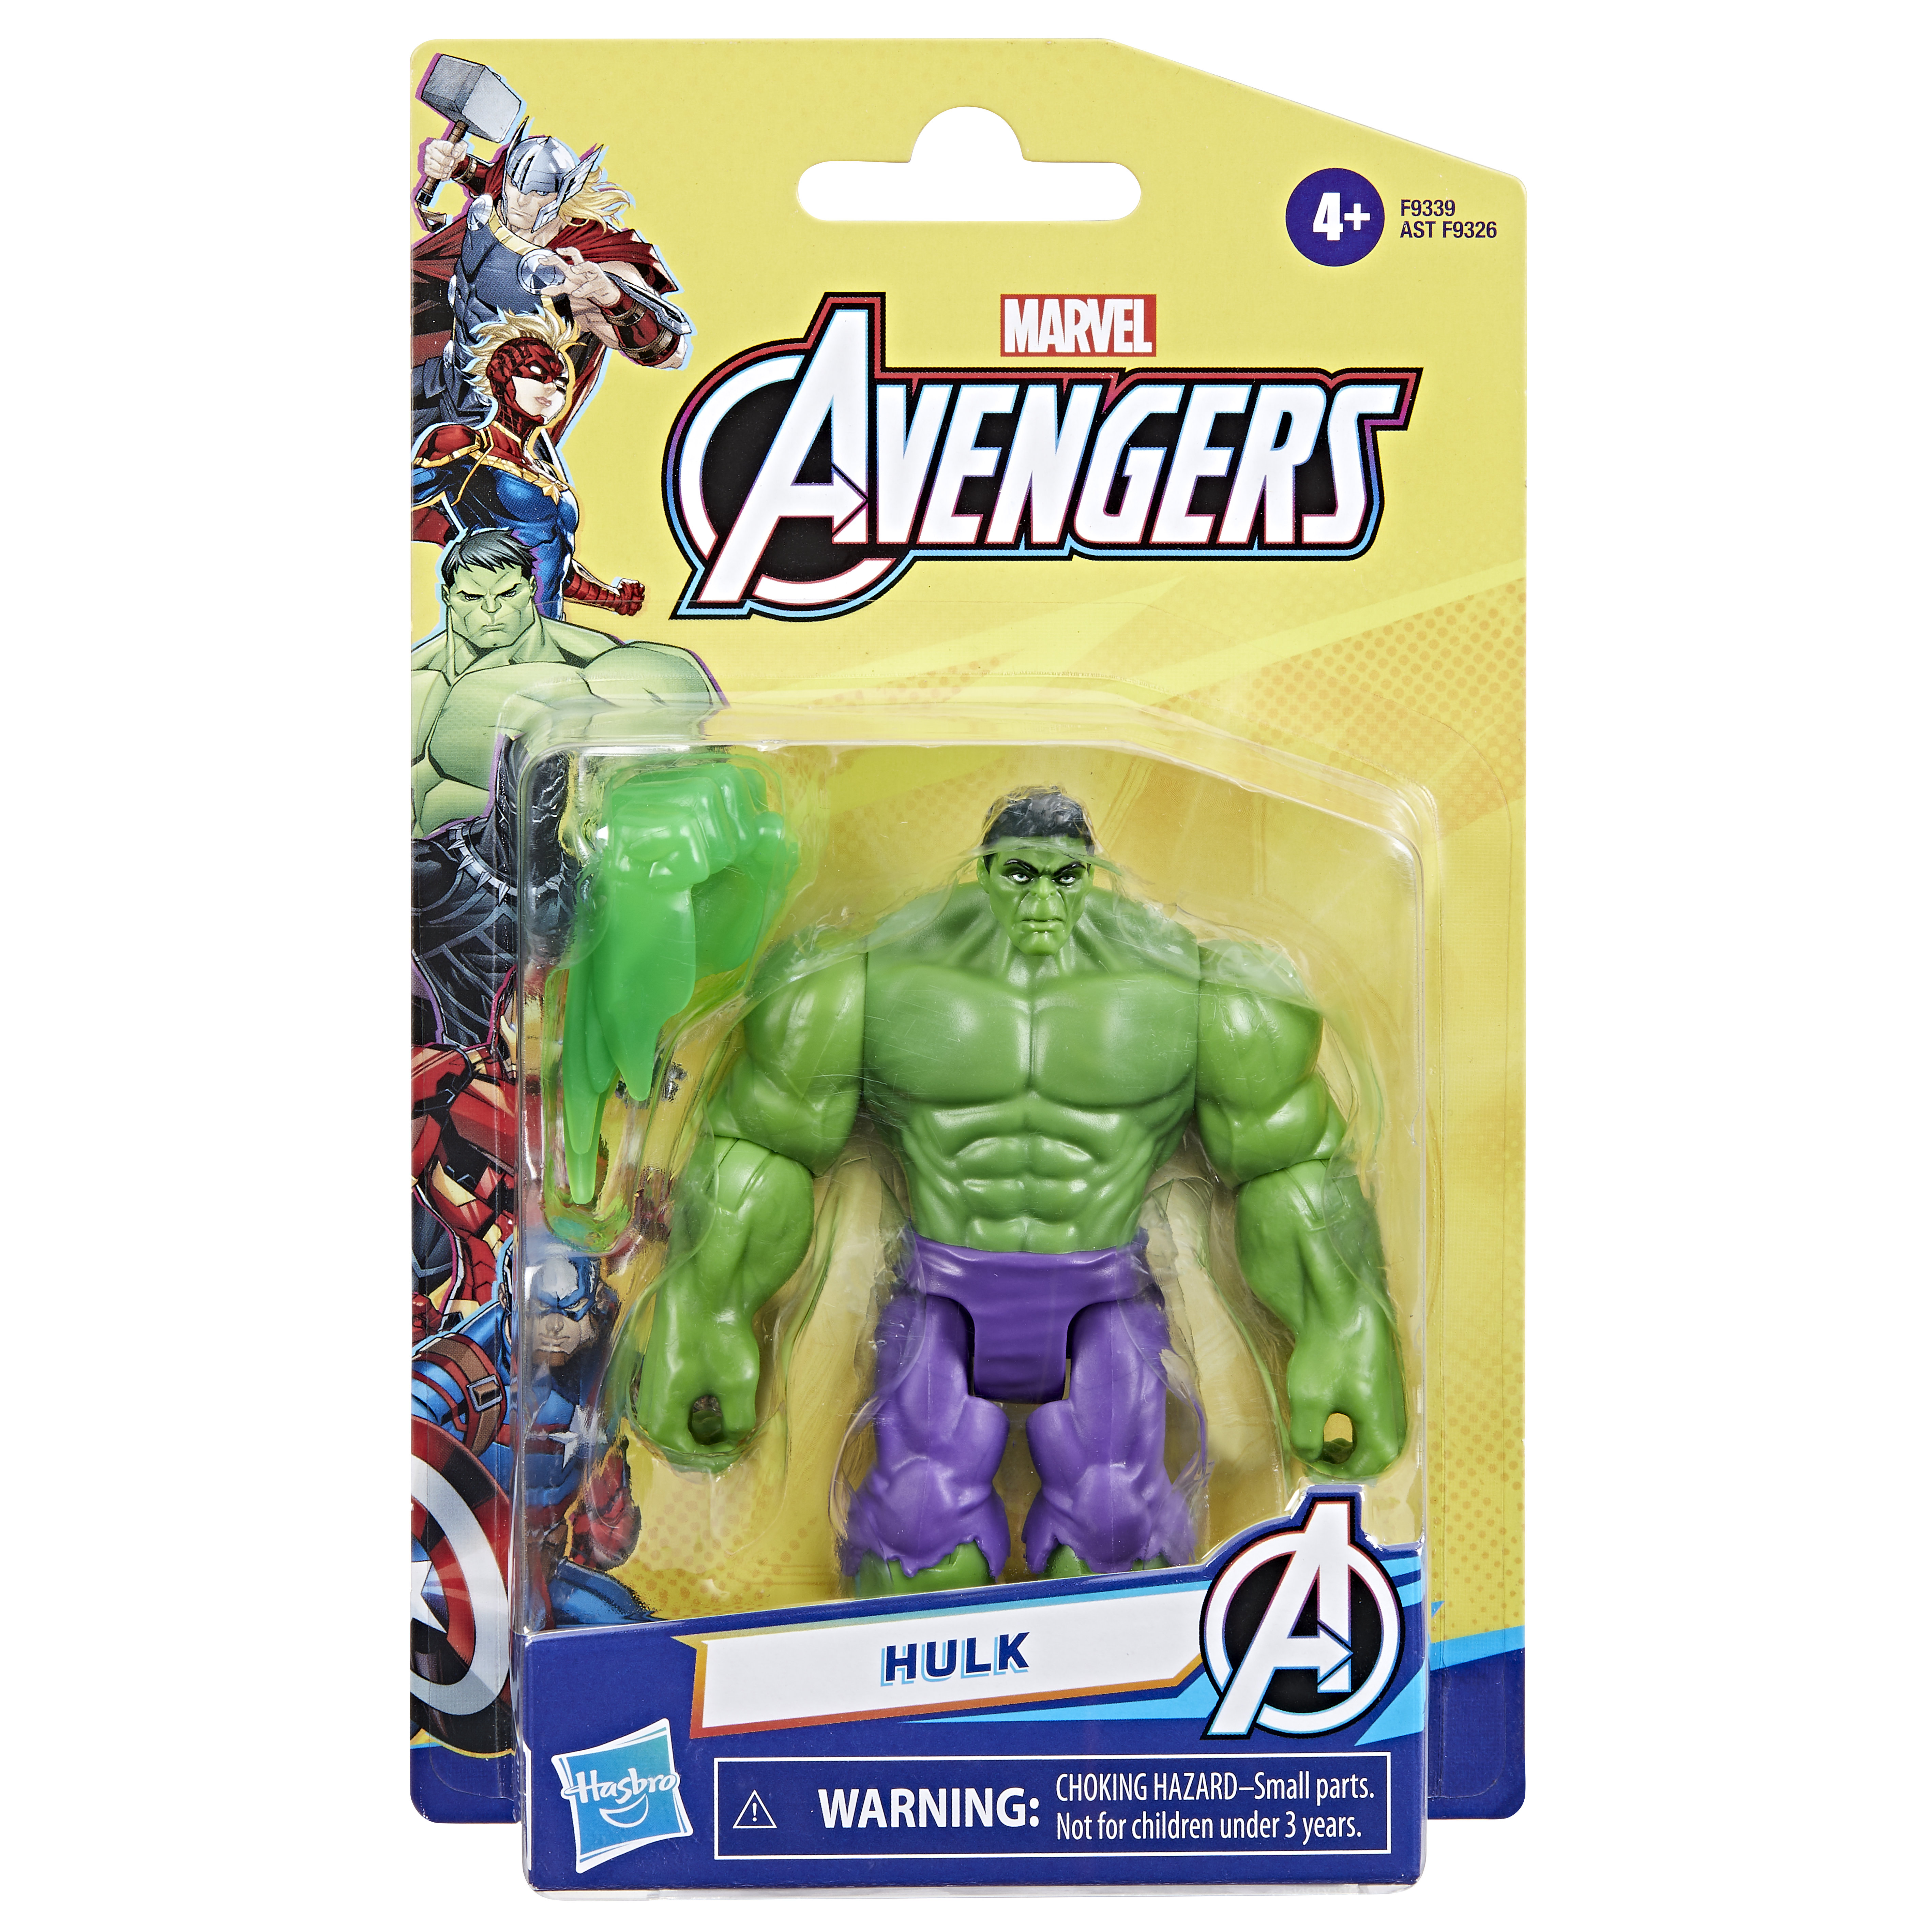 4+
F9339
AST F9326
MARVEL
AVENGERS
HULK
Hasbro
WARNING:
CHOKING HAZARD–Small parts.
Not for children under 3 years.